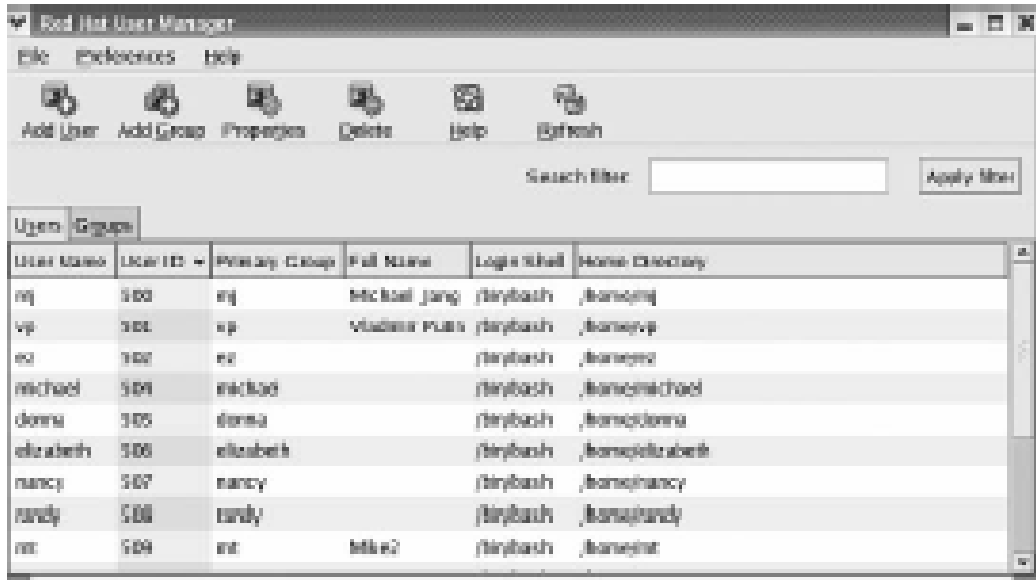 Red Hat User Manager
File Preferences Help
Add User Add Group Properties Delete Help Refresh
Search filter: Apply filter
Users Groups
User Name User ID Primary Group Full Name Login Shell Home Directory
mj 500 mj Michael Jang /bin/bash /home/mj
vp 501 vp Vladimir Putin /bin/bash /home/vp
ez 502 ez /bin/bash /home/ez
michael 504 michael /bin/bash /home/michael
donna 505 donna /bin/bash /home/donna
elizabeth 506 elizabeth /bin/bash /home/elizabeth
nancy 507 nancy /bin/bash /home/nancy
randy 508 randy /bin/bash /home/randy
mt 509 mt Mike2 /bin/bash /home/mt